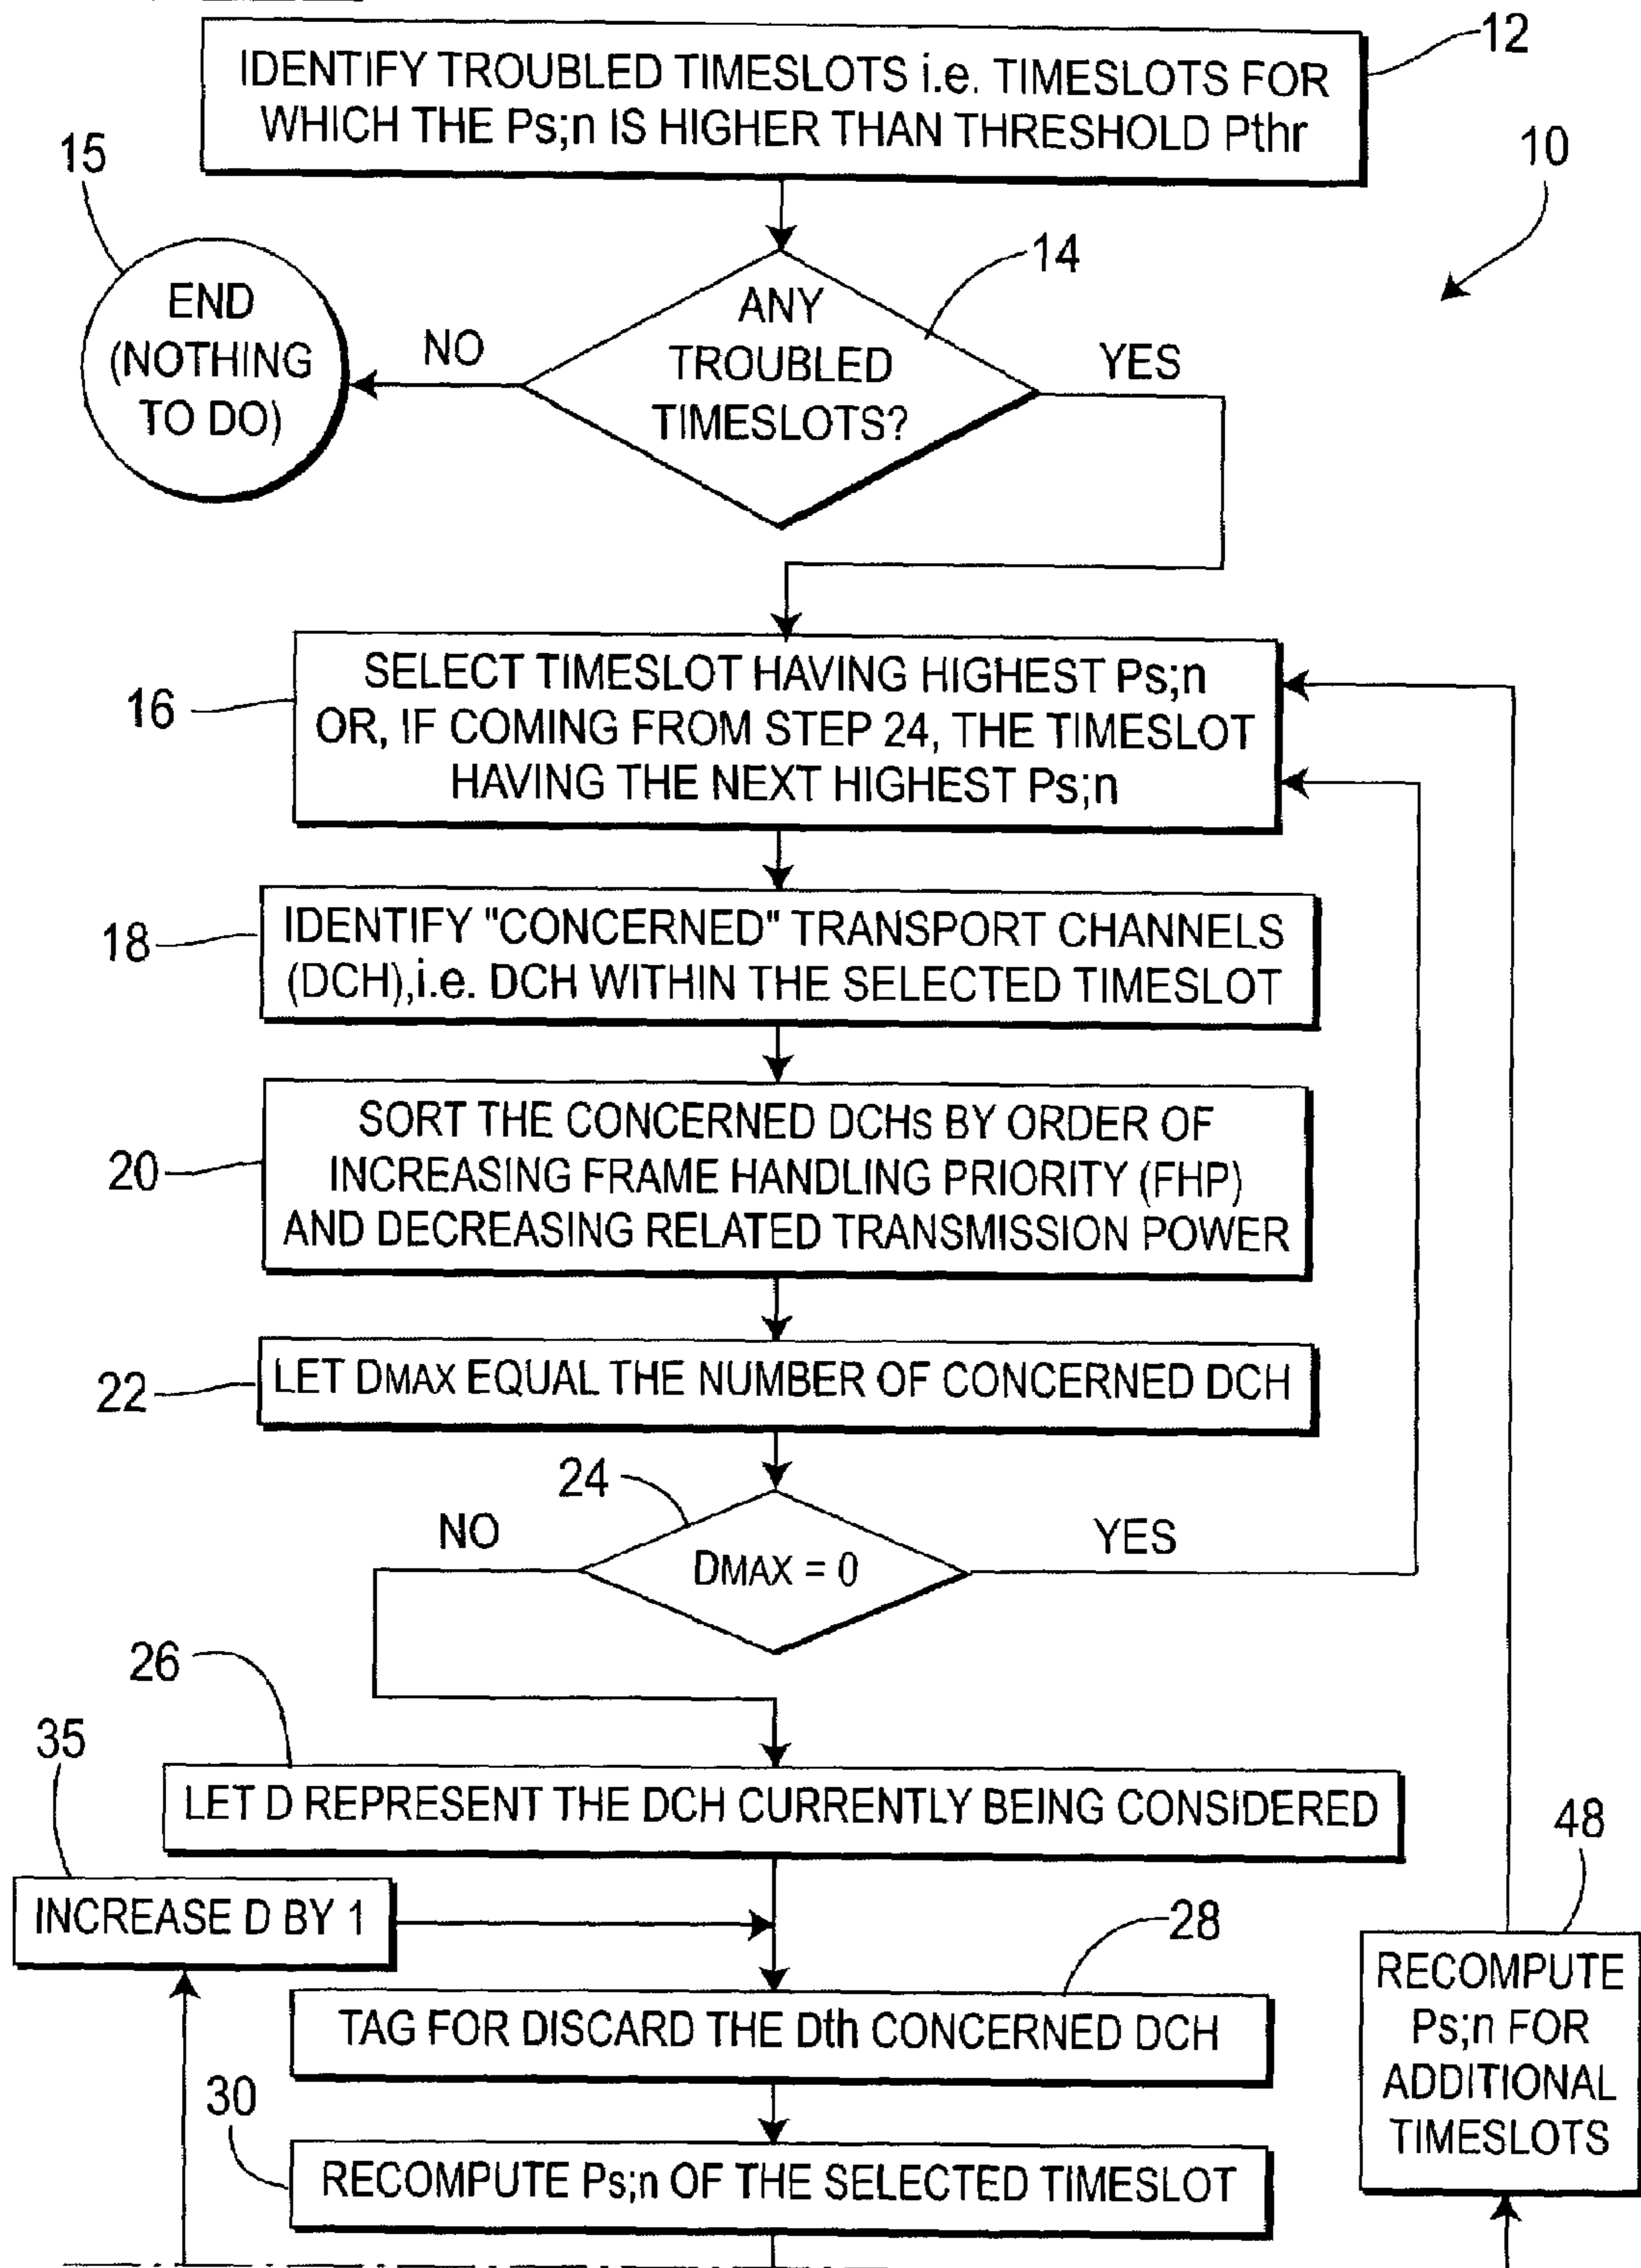 12
IDENTIFY TROUBLED TIMESLOTS i.e. TIMESLOTS FOR
WHICH THE Ps;n IS HIGHER THAN THRESHOLD Pthr
10
15
14
END
(NOTHING
TO DO)
NO
ANY
TROUBLED
TIMESLOTS?
YES
16
SELECT TIMESLOT HAVING HIGHEST Ps;n
OR, IF COMING FROM STEP 24, THE TIMESLOT
HAVING THE NEXT HIGHEST Ps;n
18
IDENTIFY "CONCERNED" TRANSPORT CHANNELS
(DCH),i.e. DCH WITHIN THE SELECTED TIMESLOT
20
SORT THE CONCERNED DCHs BY ORDER OF
INCREASING FRAME HANDLING PRIORITY (FHP)
AND DECREASING RELATED TRANSMISSION POWER
22
LET DMAX EQUAL THE NUMBER OF CONCERNED DCH
24
NO
DMAX = 0
YES
26
LET D REPRESENT THE DCH CURRENTLY BEING CONSIDERED
35
INCREASE D BY 1
28
TAG FOR DISCARD THE Dth CONCERNED DCH
30
RECOMPUTE Ps;n OF THE SELECTED TIMESLOT
48
RECOMPUTE
Ps;n FOR
ADDITIONAL
TIMESLOTS